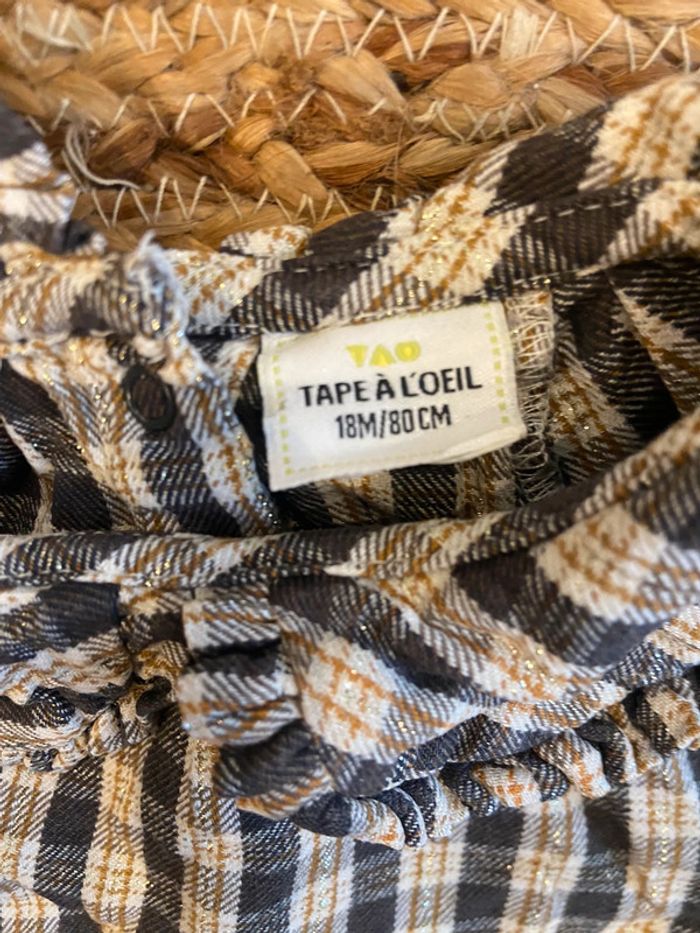 TAO
TAPE À L'OEIL
18M/80CM